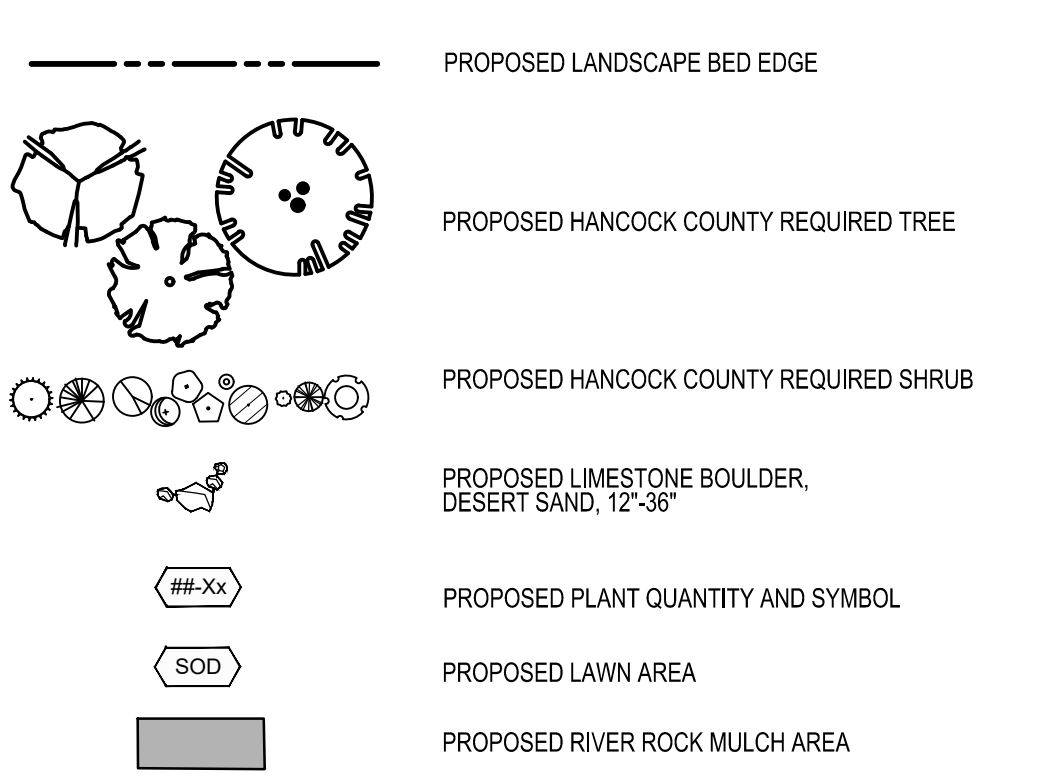 PROPOSED LANDSCAPE BED EDGE
PROPOSED HANCOCK COUNTY REQUIRED TREE
PROPOSED HANCOCK COUNTY REQUIRED SHRUB
PROPOSED LIMESTONE BOULDER,
DESERT SAND, 12"-36"
##-Xx
PROPOSED PLANT QUANTITY AND SYMBOL
SOD
PROPOSED LAWN AREA
PROPOSED RIVER ROCK MULCH AREA